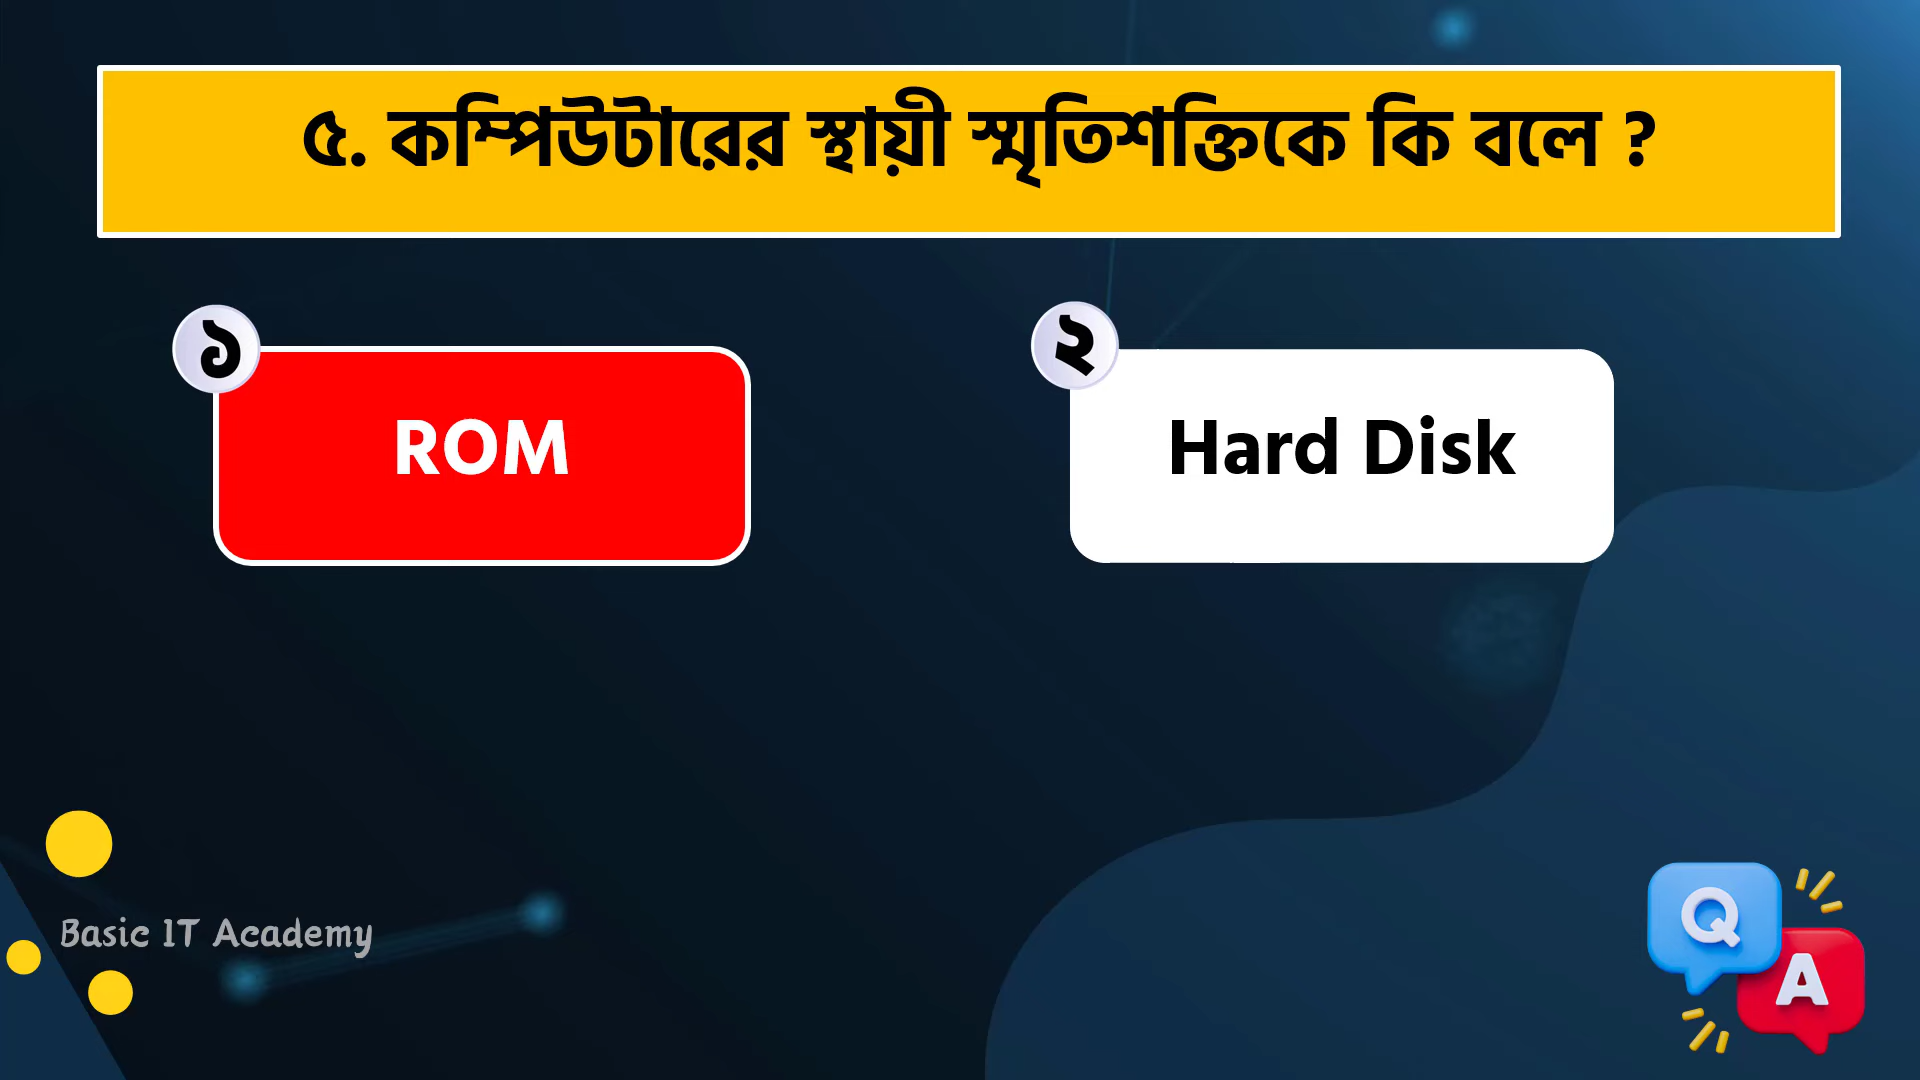 ৫. কম্পিউটারের স্থায়ী স্মৃতিশক্তিকে কি বলে ?
১
ROM
২
Hard Disk
Basic IT Academy
Q
A